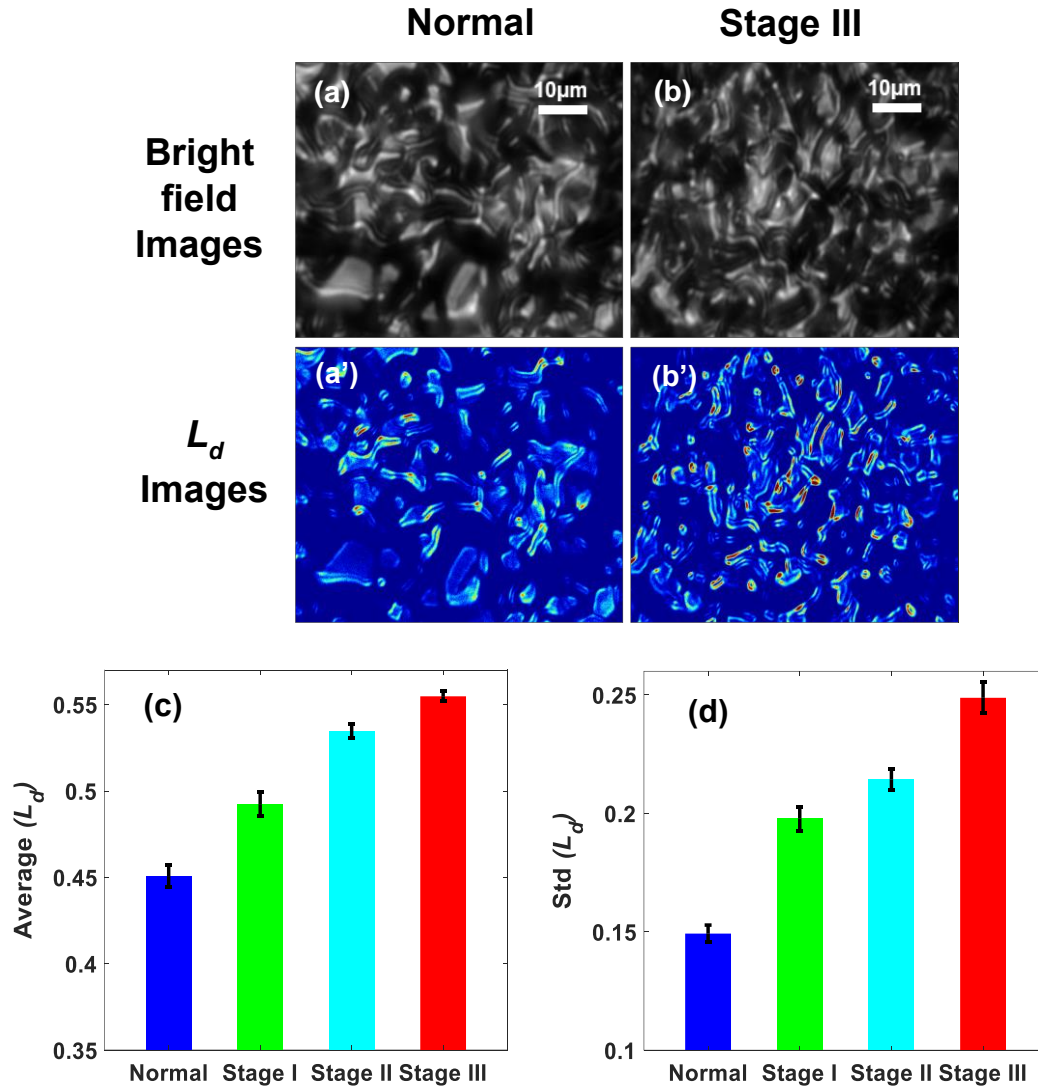 Normal
Stage III
Bright
field
Images
(a)
10μm
(b)
10μm
L_d
Images
(a')
(b')
(c)
Average (L_d)
0.55
0.5
0.45
0.4
0.35
Normal
Stage I
Stage II
Stage III
(d)
Std (L_d)
0.25
0.2
0.15
0.1
Normal
Stage I
Stage II
Stage III